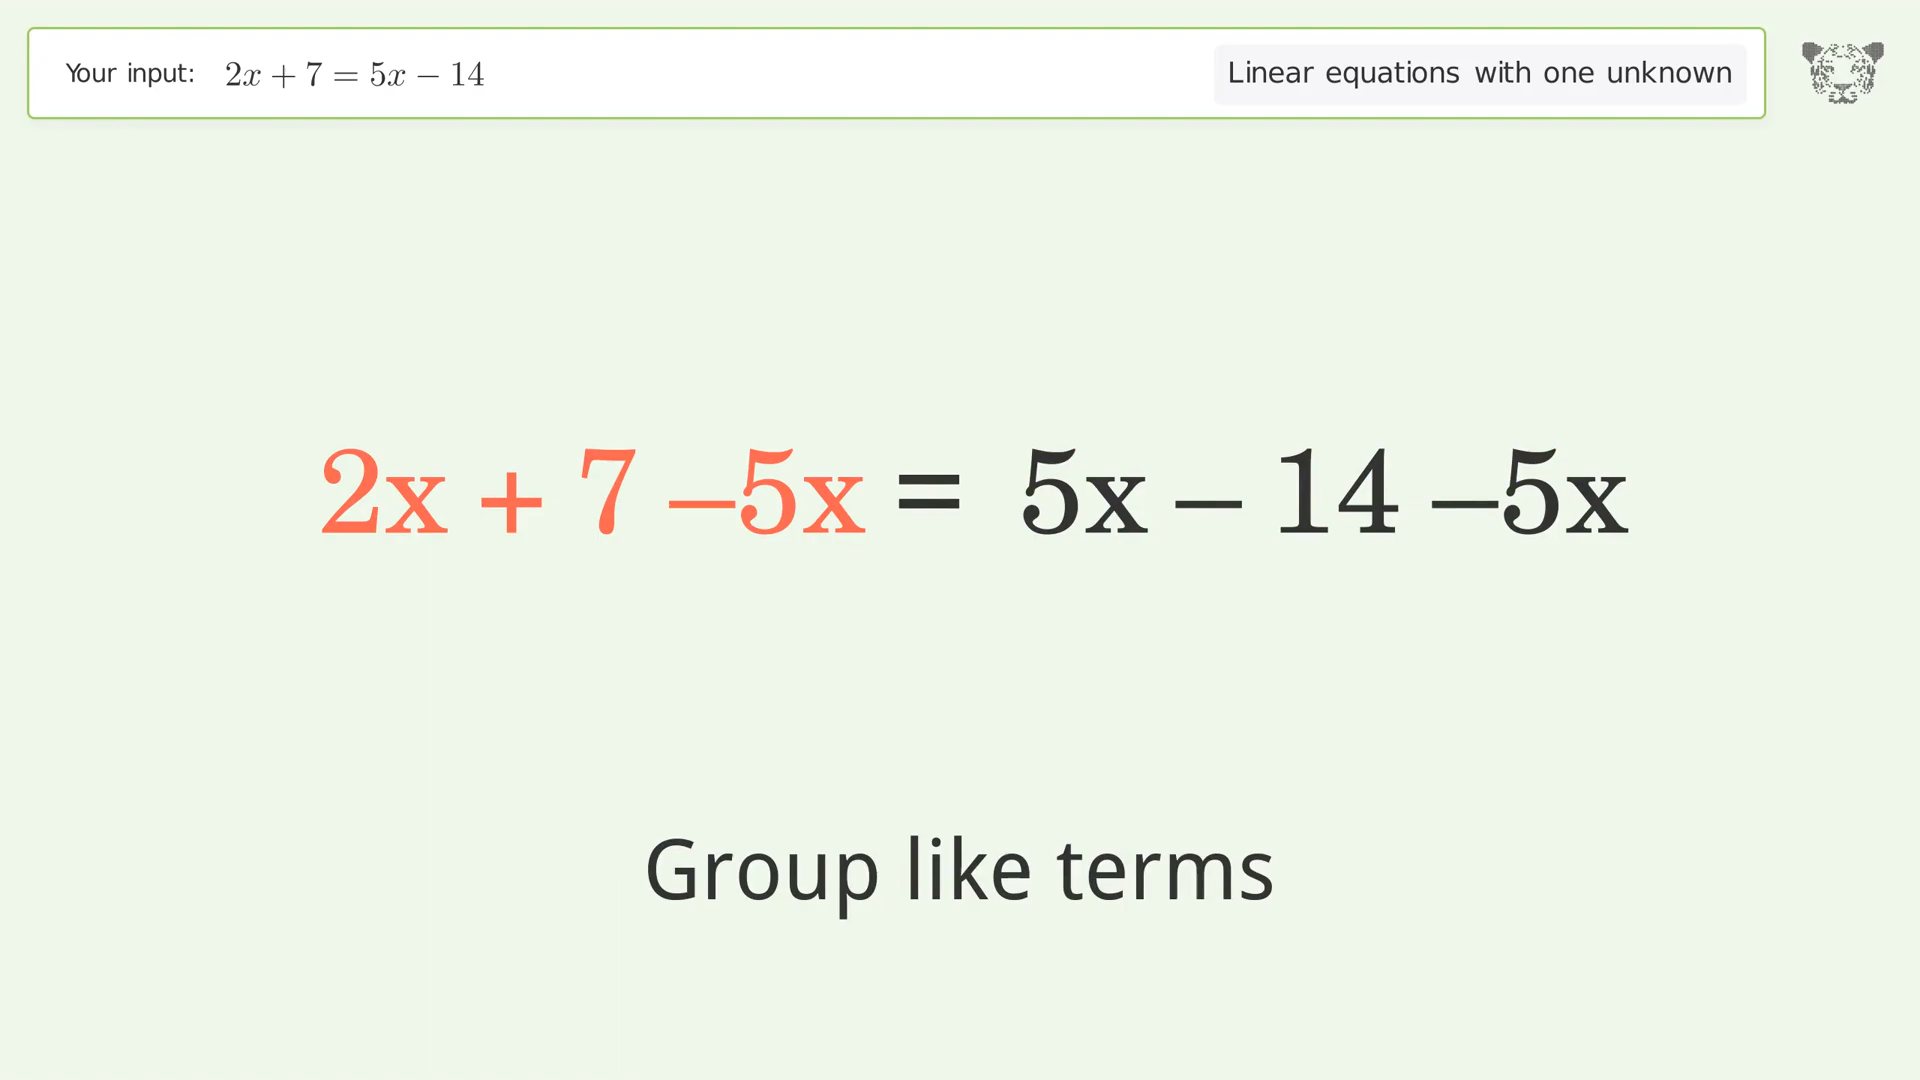 Your input: 2x + 7 = 5x − 14
Linear equations with one unknown
2x + 7 −5x = 5x − 14 −5x
Group like terms